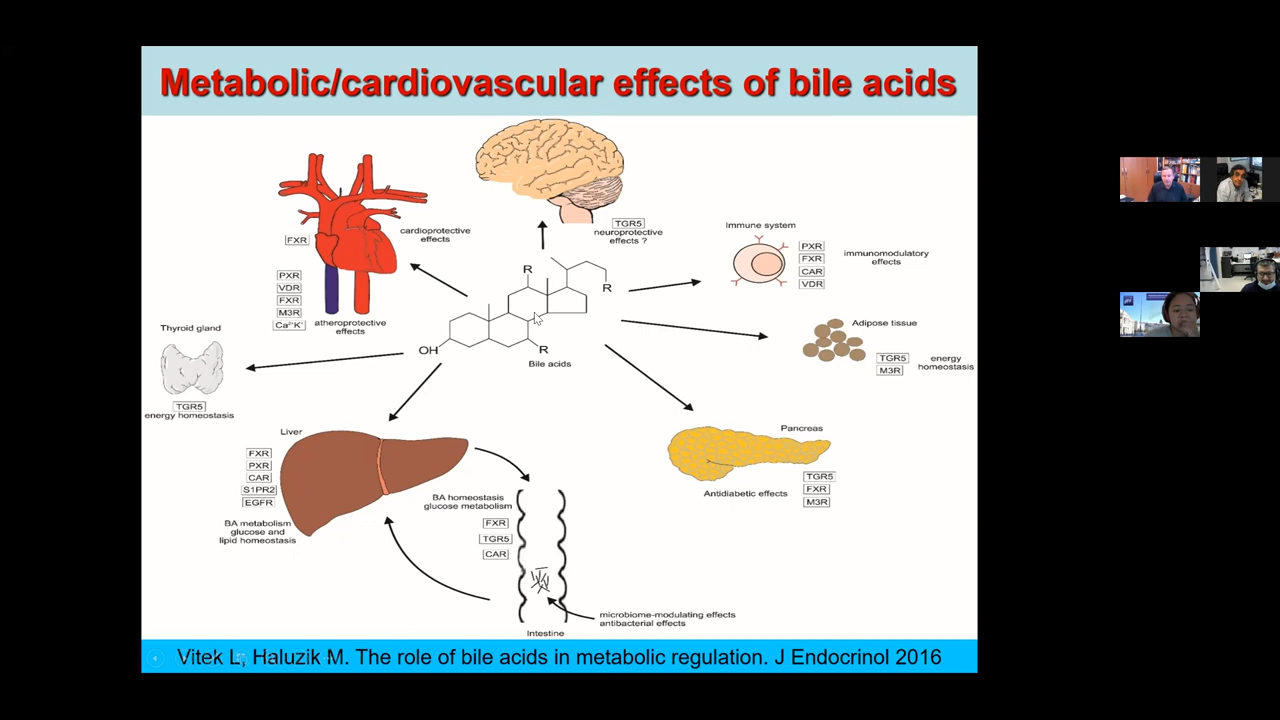 Metabolic/cardiovascular effects of bile acids
FXR
cardioprotective
effects
PXR
VDR
FXR
M3R
atheroprotective
effects
TGR5
neuroprotective
effects ?
Immune system
PXR
FXR
CAR
VDR
immunomodulatory
effects
R
R
OH
R
Bile acids
Thyroid gland
TGR5
energy homeostasis
Adipose tissue
TGR5
M3R
energy
homeostasis
Liver
FXR
PXR
CAR
S1PR2
EGFR
BA metabolism
glucose and
lipid homeostasis
BA homeostasis
glucose metabolism
FXR
TGR5
CAR
Pancreas
TGR5
FXR
M3R
Antidiabetic effects
microbiome-modulating effects
antibacterial effects
Intestine
Vitek L, Haluzik M. The role of bile acids in metabolic regulation. J Endocrinol 2016